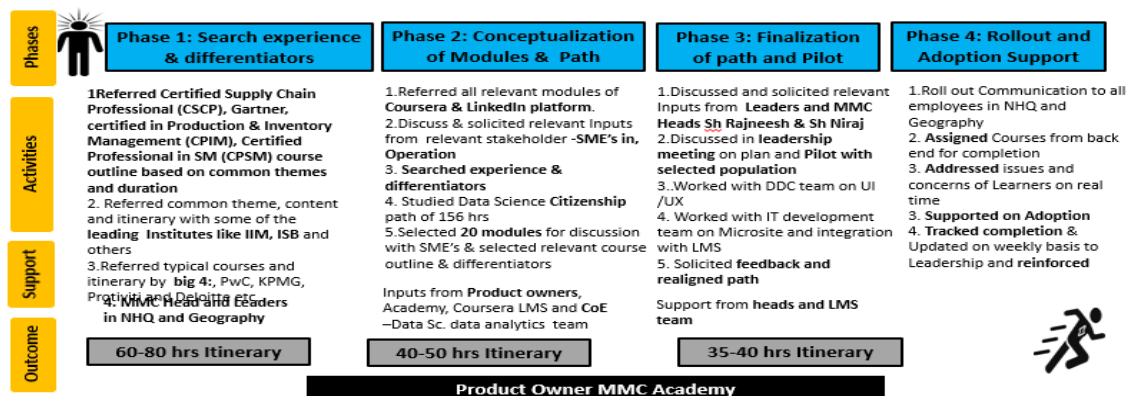 Phases
Phase 1: Search experience
& differentiators
Phase 2: Conceptualization
of Modules & Path
Phase 3: Finalization
of path and Pilot
Phase 4: Rollout and
Adoption Support
Activities
1Referred Certified Supply Chain
Professional (CSCP), Gartner,
certified in Production & Inventory
Management (CPIM), Certified
Professional in SM (CPSM) course
outline based on common themes
and duration
2. Referred common theme, content
and itinerary with some of the
leading Institutes like IIM, ISB and
others
3.Referred typical courses and
itinerary by big 4:, PwC, KPMG,
Protiviti and Deloitte etc
1.Referred all relevant modules of
Coursera & LinkedIn platform.
2.Discuss & solicited relevant Inputs
from relevant stakeholder -SME's in,
Operation
3. Searched experience &
differentiators
4. Studied Data Science Citizenship
path of 156 hrs
5.Selected 20 modules for discussion
with SME's & selected relevant course
outline & differentiators
1.Discussed and solicited relevant
Inputs from Leaders and MMC
Heads Sh Rajneesh & Sh Niraj
2.Discussed in leadership
meeting on plan and Pilot with
selected population
3..Worked with DDC team on UI
/UX
4. Worked with IT development
team on Microsite and integration
with LMS
5. Solicited feedback and
realigned path
1.Roll out Communication to all
employees in NHQ and
Geography
2. Assigned Courses from back
end for completion
3. Addressed issues and
concerns of Learners on real
time
3. Supported on Adoption
4. Tracked completion &
Updated on weekly basis to
Leadership and reinforced
Support
4. MMC Head and Leaders
in NHQ and Geography
Inputs from Product owners,
Academy, Coursera LMS and CoE
–Data Sc. data analytics team
Support from heads and LMS
team
Outcome
60-80 hrs Itinerary
40-50 hrs Itinerary
35-40 hrs Itinerary
Product Owner MMC Academy